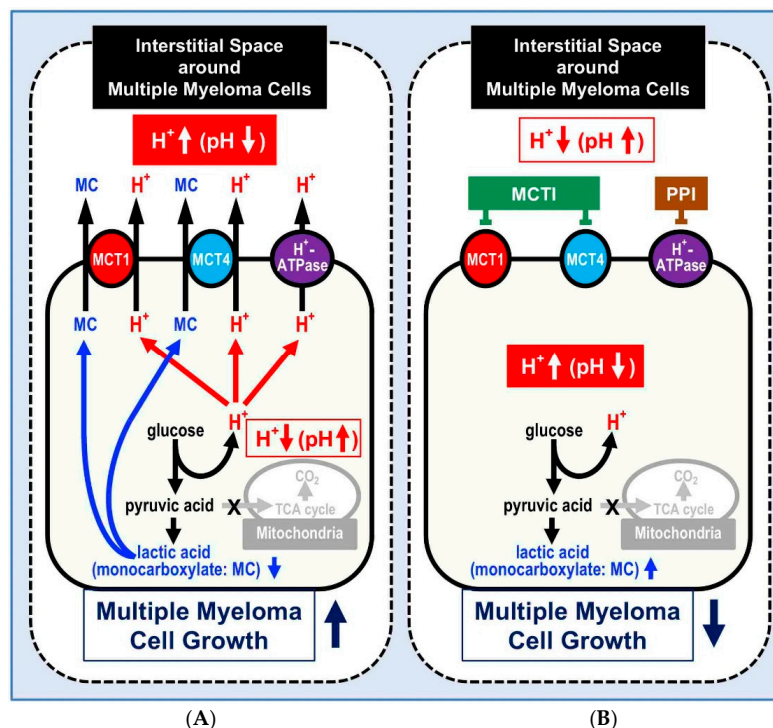 Interstitial Space
around
Multiple Myeloma Cells
H⁺ ↑ (pH ↓)
MC H⁺ MC H⁺ H⁺
MCT1
MCT4
H⁺-
ATPase
MC H⁺ MC H⁺ H⁺
H⁺
H⁺ ↓ (pH ↑)
glucose
CO₂
pyruvic acid X TCA cycle
Mitochondria
lactic acid
(monocarboxylate: MC) ↓
Multiple Myeloma
Cell Growth ↑
(A)
Interstitial Space
around
Multiple Myeloma Cells
H⁺ ↓ (pH ↑)
MCTI
PPI
MCT1
MCT4
H⁺-
ATPase
H⁺ ↑ (pH ↓)
H⁺
glucose
CO₂
pyruvic acid X TCA cycle
Mitochondria
lactic acid
(monocarboxylate: MC) ↑
Multiple Myeloma
Cell Growth ↓
(B)